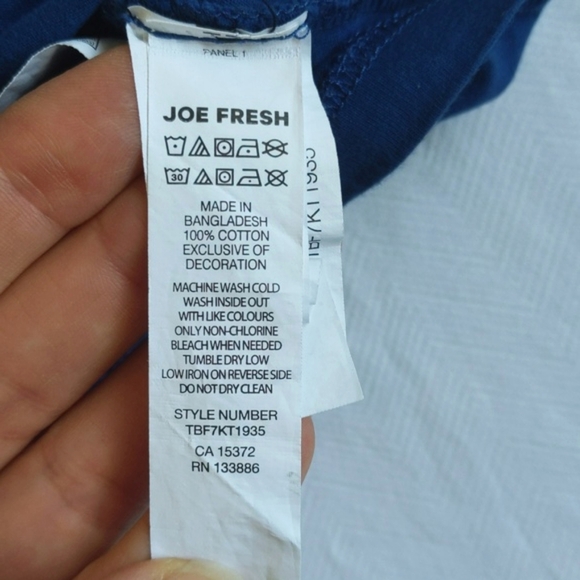 PANEL 1
JOE FRESH
30
MADE IN
BANGLADESH
100% COTTON
EXCLUSIVE OF
DECORATION
MACHINE WASH COLD
WASH INSIDE OUT
WITH LIKE COLOURS
ONLY NON-CHLORINE
BLEACH WHEN NEEDED
TUMBLE DRY LOW
LOW IRON ON REVERSE SIDE
DO NOT DRY CLEAN
STYLE NUMBER
TBF7KT1935
CA 15372
RN 133886